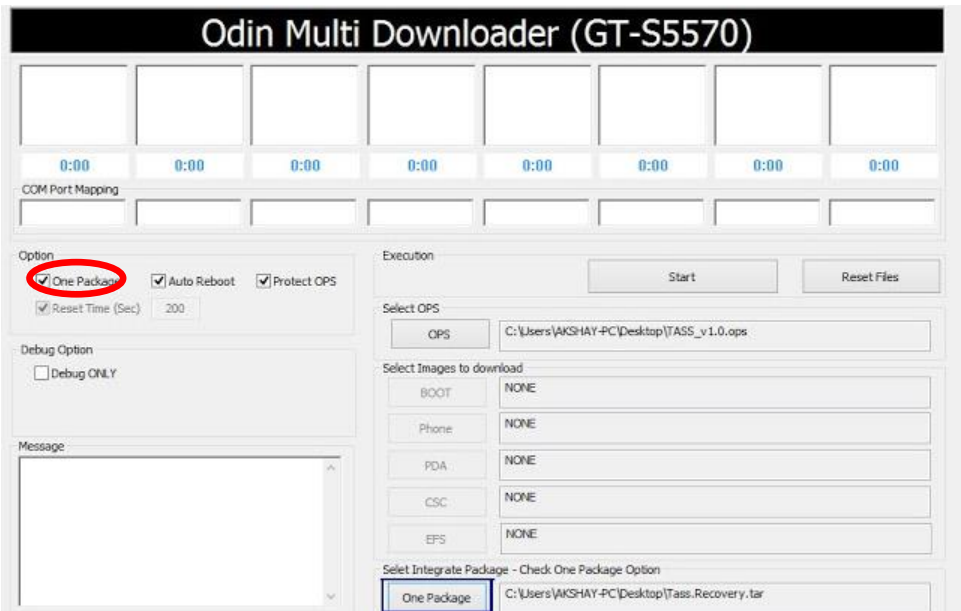 Odin Multi Downloader (GT-S5570)
0:00 0:00 0:00 0:00 0:00 0:00 0:00 0:00
COM Port Mapping
Option
One Package Auto Reboot Protect OPS
Reset Time (Sec) 200
Debug Option
Debug ONLY
Message
Execution
Start Reset Files
Select OPS
OPS C:\Users\AKSHAY-PC\Desktop\TASS_v1.0.ops
Select Images to download
BOOT NONE
Phone NONE
PDA NONE
CSC NONE
EFS NONE
Selet Integrate Package - Check One Package Option
One Package C:\Users\AKSHAY-PC\Desktop\Tass.Recovery.tar